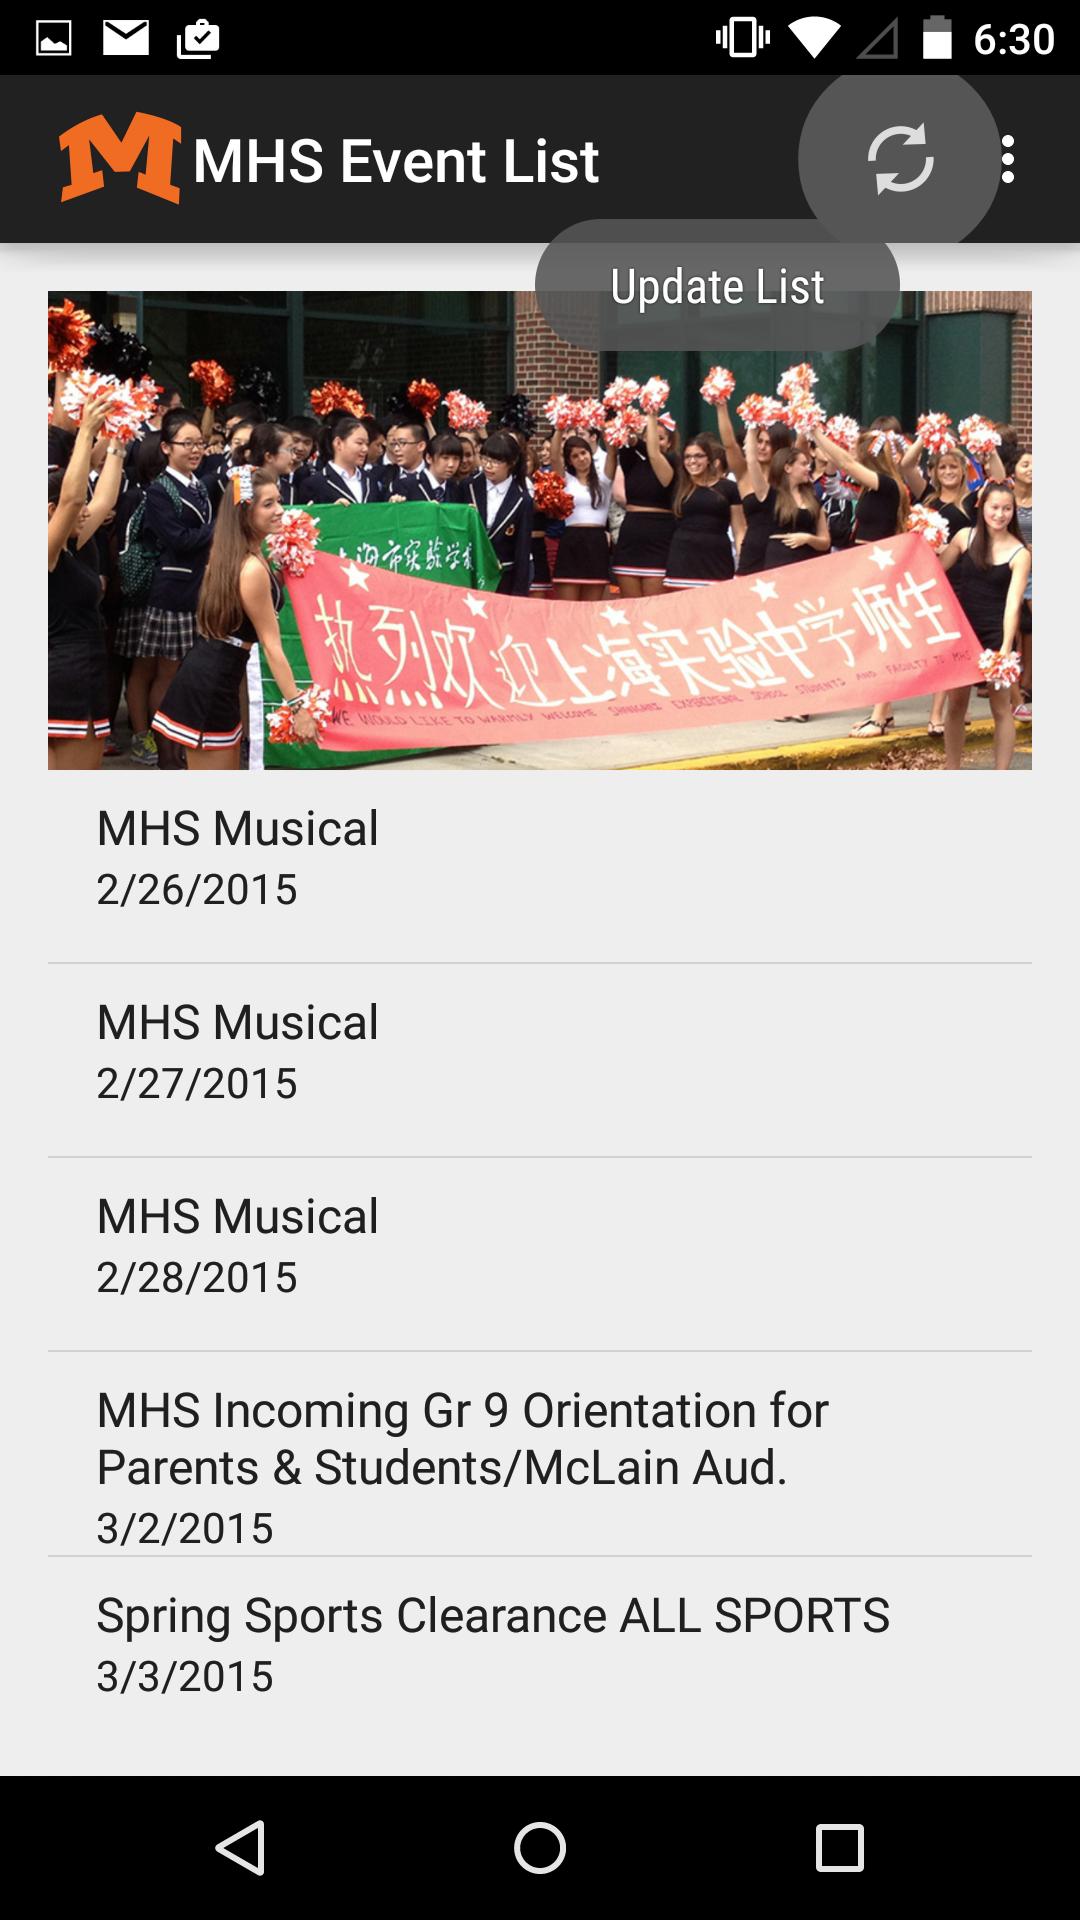 6:30
M MHS Event List
Update List
上海市实验学校
热烈欢迎上海实验中学师生
WE WOULD LIKE TO WARMLY WELCOME SHANGHAI EXPERIMENTAL SCHOOL STUDENTS AND FACULTY TO MHS
MHS Musical
2/26/2015
MHS Musical
2/27/2015
MHS Musical
2/28/2015
MHS Incoming Gr 9 Orientation for
Parents & Students/McLain Aud.
3/2/2015
Spring Sports Clearance ALL SPORTS
3/3/2015